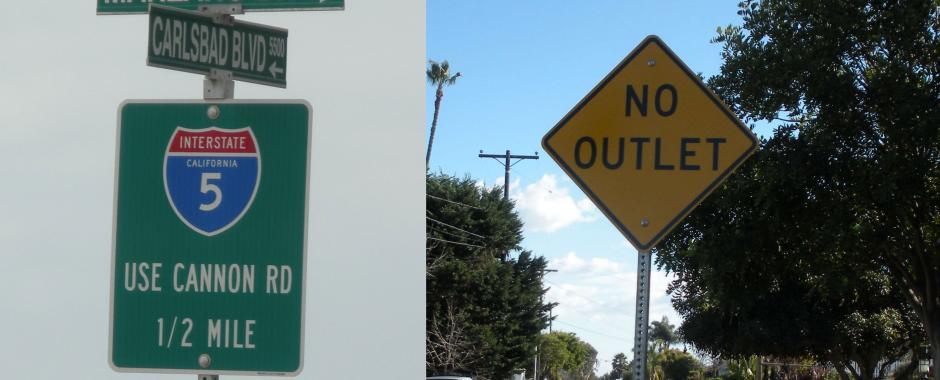 CARLSBAD BLVD 5500
INTERSTATE
CALIFORNIA
5
USE CANNON RD
1/2 MILE
NO
OUTLET